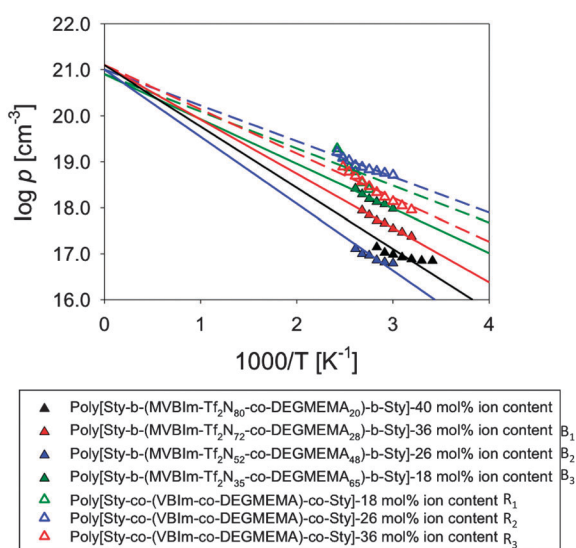 22.0
21.0
20.0
19.0
18.0
17.0
16.0
log p [cm⁻³]
0 1 2 3 4
1000/T [K⁻¹]
Poly[Sty-b-(MVBIm-Tf₂N₈₀-co-DEGMEMA₂₀)-b-Sty]-40 mol% ion content
Poly[Sty-b-(MVBIm-Tf₂N₇₂-co-DEGMEMA₂₈)-b-Sty]-36 mol% ion content B₁
Poly[Sty-b-(MVBIm-Tf₂N₅₂-co-DEGMEMA₄₈)-b-Sty]-26 mol% ion content B₂
Poly[Sty-b-(MVBIm-Tf₂N₃₅-co-DEGMEMA₆₅)-b-Sty]-18 mol% ion content B₃
Poly[Sty-co-(VBIm-co-DEGMEMA)-co-Sty]-18 mol% ion content R₁
Poly[Sty-co-(VBIm-co-DEGMEMA)-co-Sty]-26 mol% ion content R₂
Poly[Sty-co-(VBIm-co-DEGMEMA)-co-Sty]-36 mol% ion content R₃